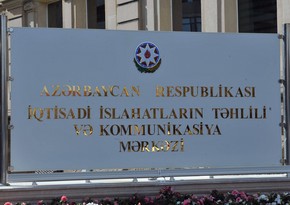 AZƏRBAYCAN RESPUBLİKASI
İQTİSADİ İSLAHATLARIN TƏHLİLİ
VƏ KOMMUNİKASİYA
MƏRKƏZİ